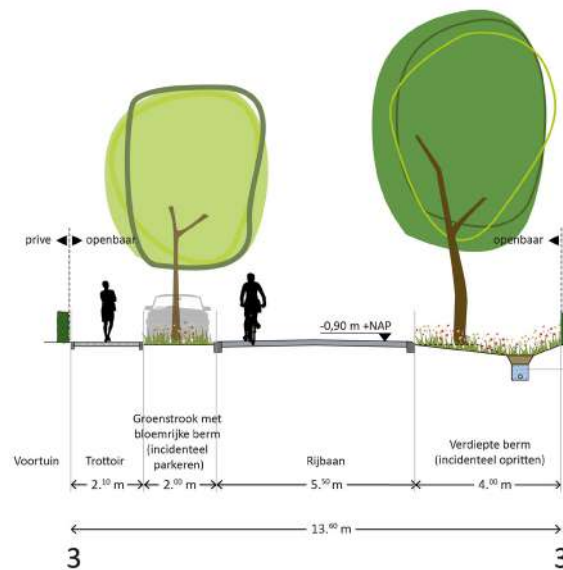 prive openbaar
openbaar
-0,90 m +NAP
Groenstrook met
bloemrijke berm
(incidenteel
parkeren)
Verdiepte berm
(incidenteel opritten)
Voortuin
Trottoir
Rijbaan
2.10 m
2.00 m
5.50 m
4.00 m
13.60 m
3
3